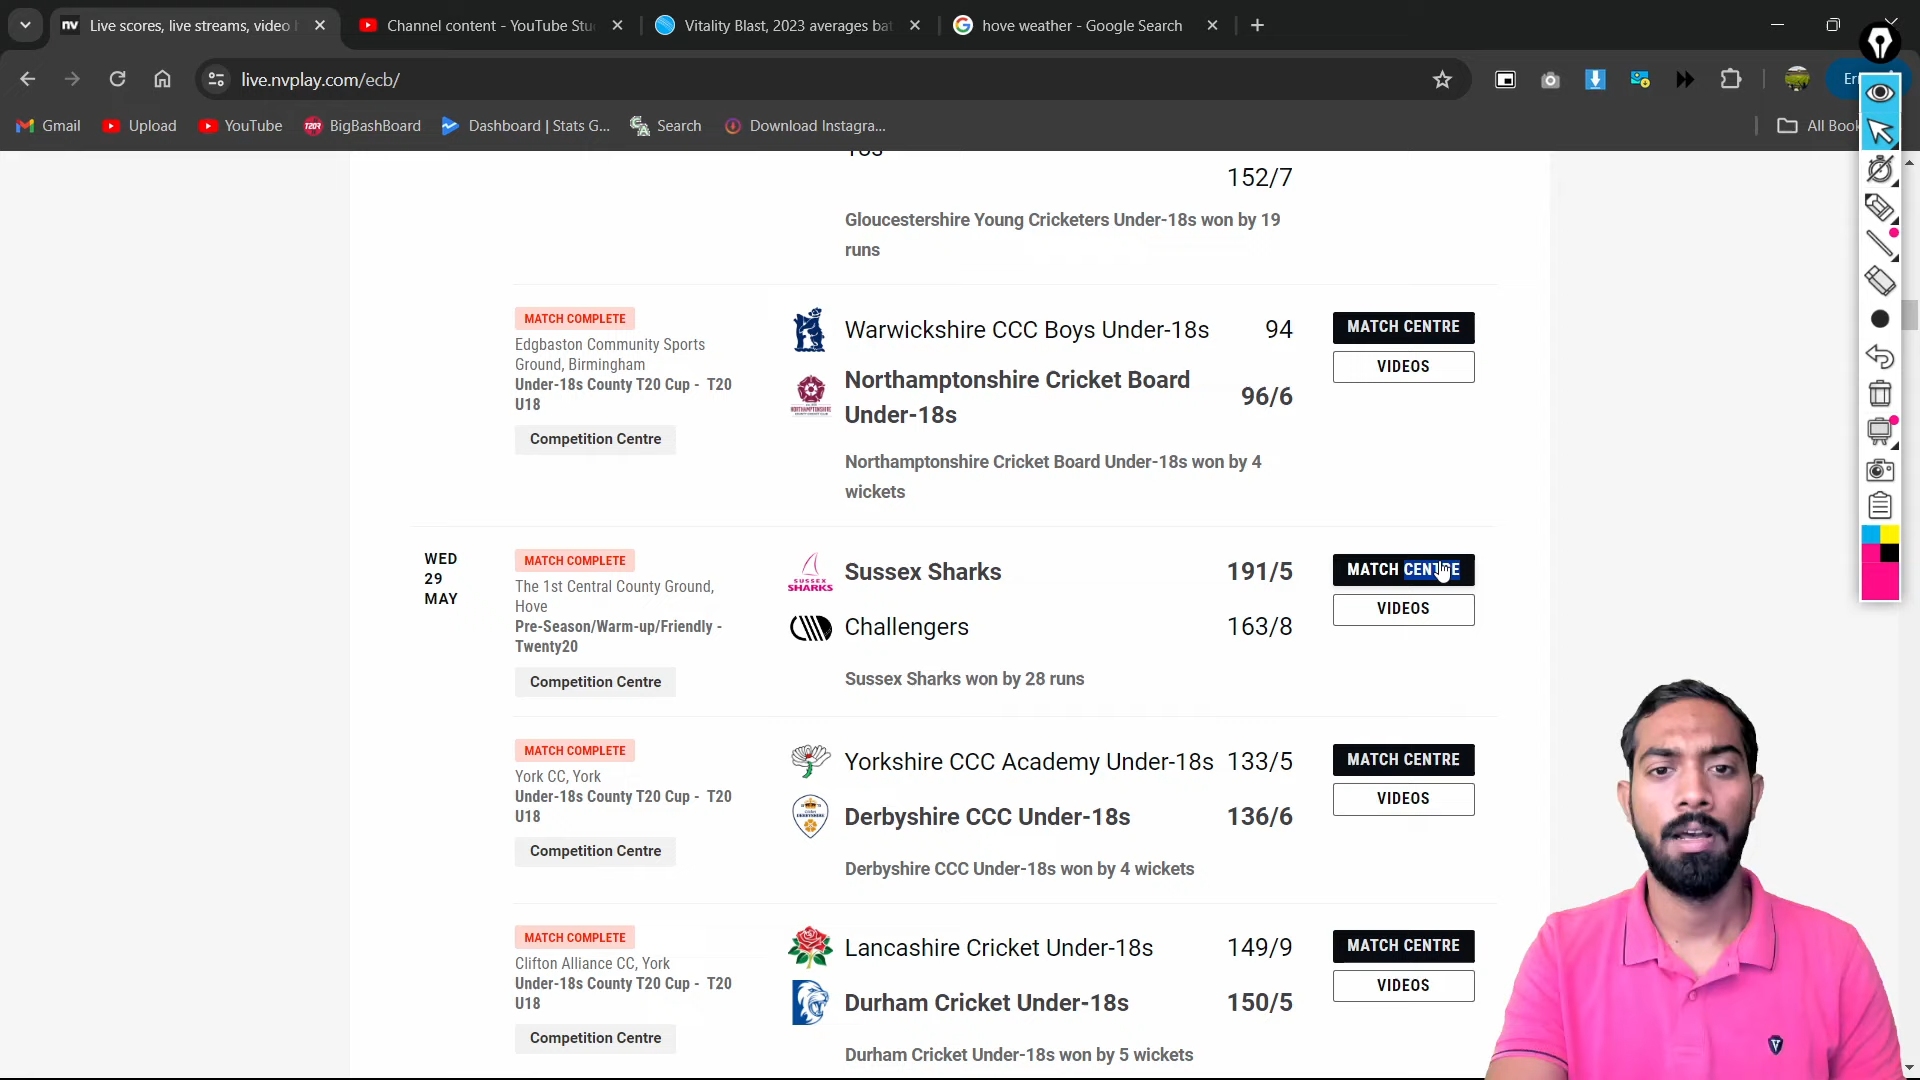 nv Live scores, live streams, video h
Channel content - YouTube Stu
Vitality Blast, 2023 averages bat
hove weather - Google Search
live.nvplay.com/ecb/
Gmail
Upload
YouTube
BigBashBoard
Dashboard | Stats G...
Search
Download Instagra...
All Book
18s
152/7
Gloucestershire Young Cricketers Under-18s won by 19
runs
MATCH COMPLETE
Edgbaston Community Sports
Ground, Birmingham
Under-18s County T20 Cup - T20
U18
Competition Centre
Warwickshire CCC Boys Under-18s 94
Northamptonshire Cricket Board
Under-18s
96/6
Northamptonshire Cricket Board Under-18s won by 4
wickets
MATCH CENTRE
VIDEOS
WED
29
MAY
MATCH COMPLETE
The 1st Central County Ground,
Hove
Pre-Season/Warm-up/Friendly -
Twenty20
Competition Centre
SUSSEX
SHARKS
Sussex Sharks 191/5
Challengers 163/8
Sussex Sharks won by 28 runs
MATCH CENTRE
VIDEOS
MATCH COMPLETE
York CC, York
Under-18s County T20 Cup - T20
U18
Competition Centre
Yorkshire CCC Academy Under-18s 133/5
Derbyshire CCC Under-18s 136/6
Derbyshire CCC Under-18s won by 4 wickets
MATCH CENTRE
VIDEOS
MATCH COMPLETE
Clifton Alliance CC, York
Under-18s County T20 Cup - T20
U18
Competition Centre
Lancashire Cricket Under-18s 149/9
Durham Cricket Under-18s 150/5
Durham Cricket Under-18s won by 5 wickets
MATCH CENTRE
VIDEOS